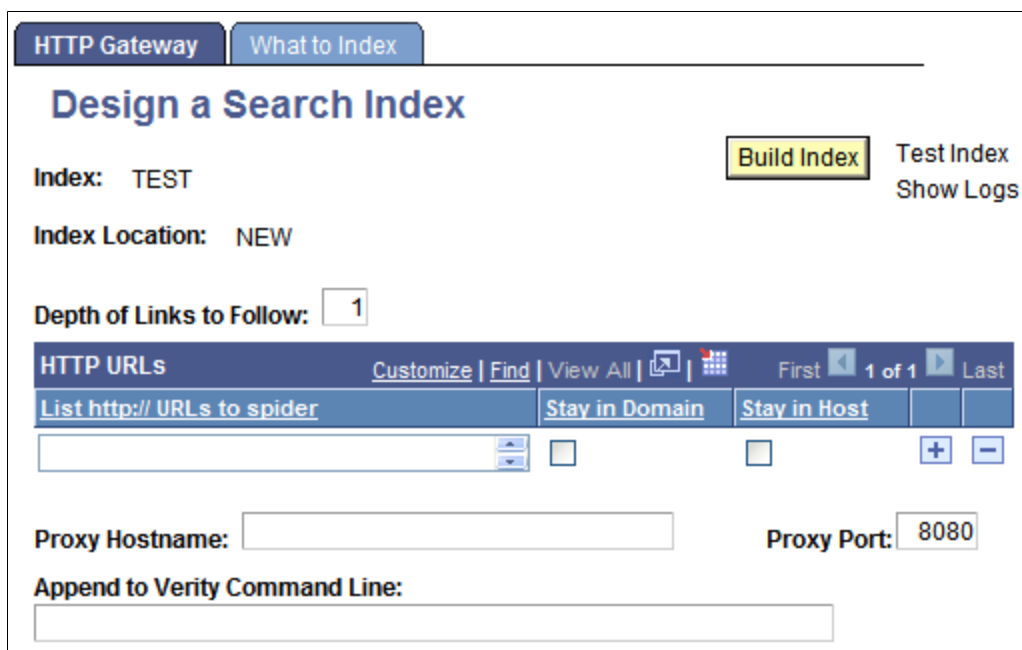 HTTP Gateway What to Index
Design a Search Index
Build Index Test Index
Index: TEST
Show Logs
Index Location: NEW
Depth of Links to Follow: 1
HTTP URLs Customize | Find | View All | | First 1 of 1 Last
List http:// URLs to spider Stay in Domain Stay in Host
Proxy Hostname: Proxy Port: 8080
Append to Verity Command Line: